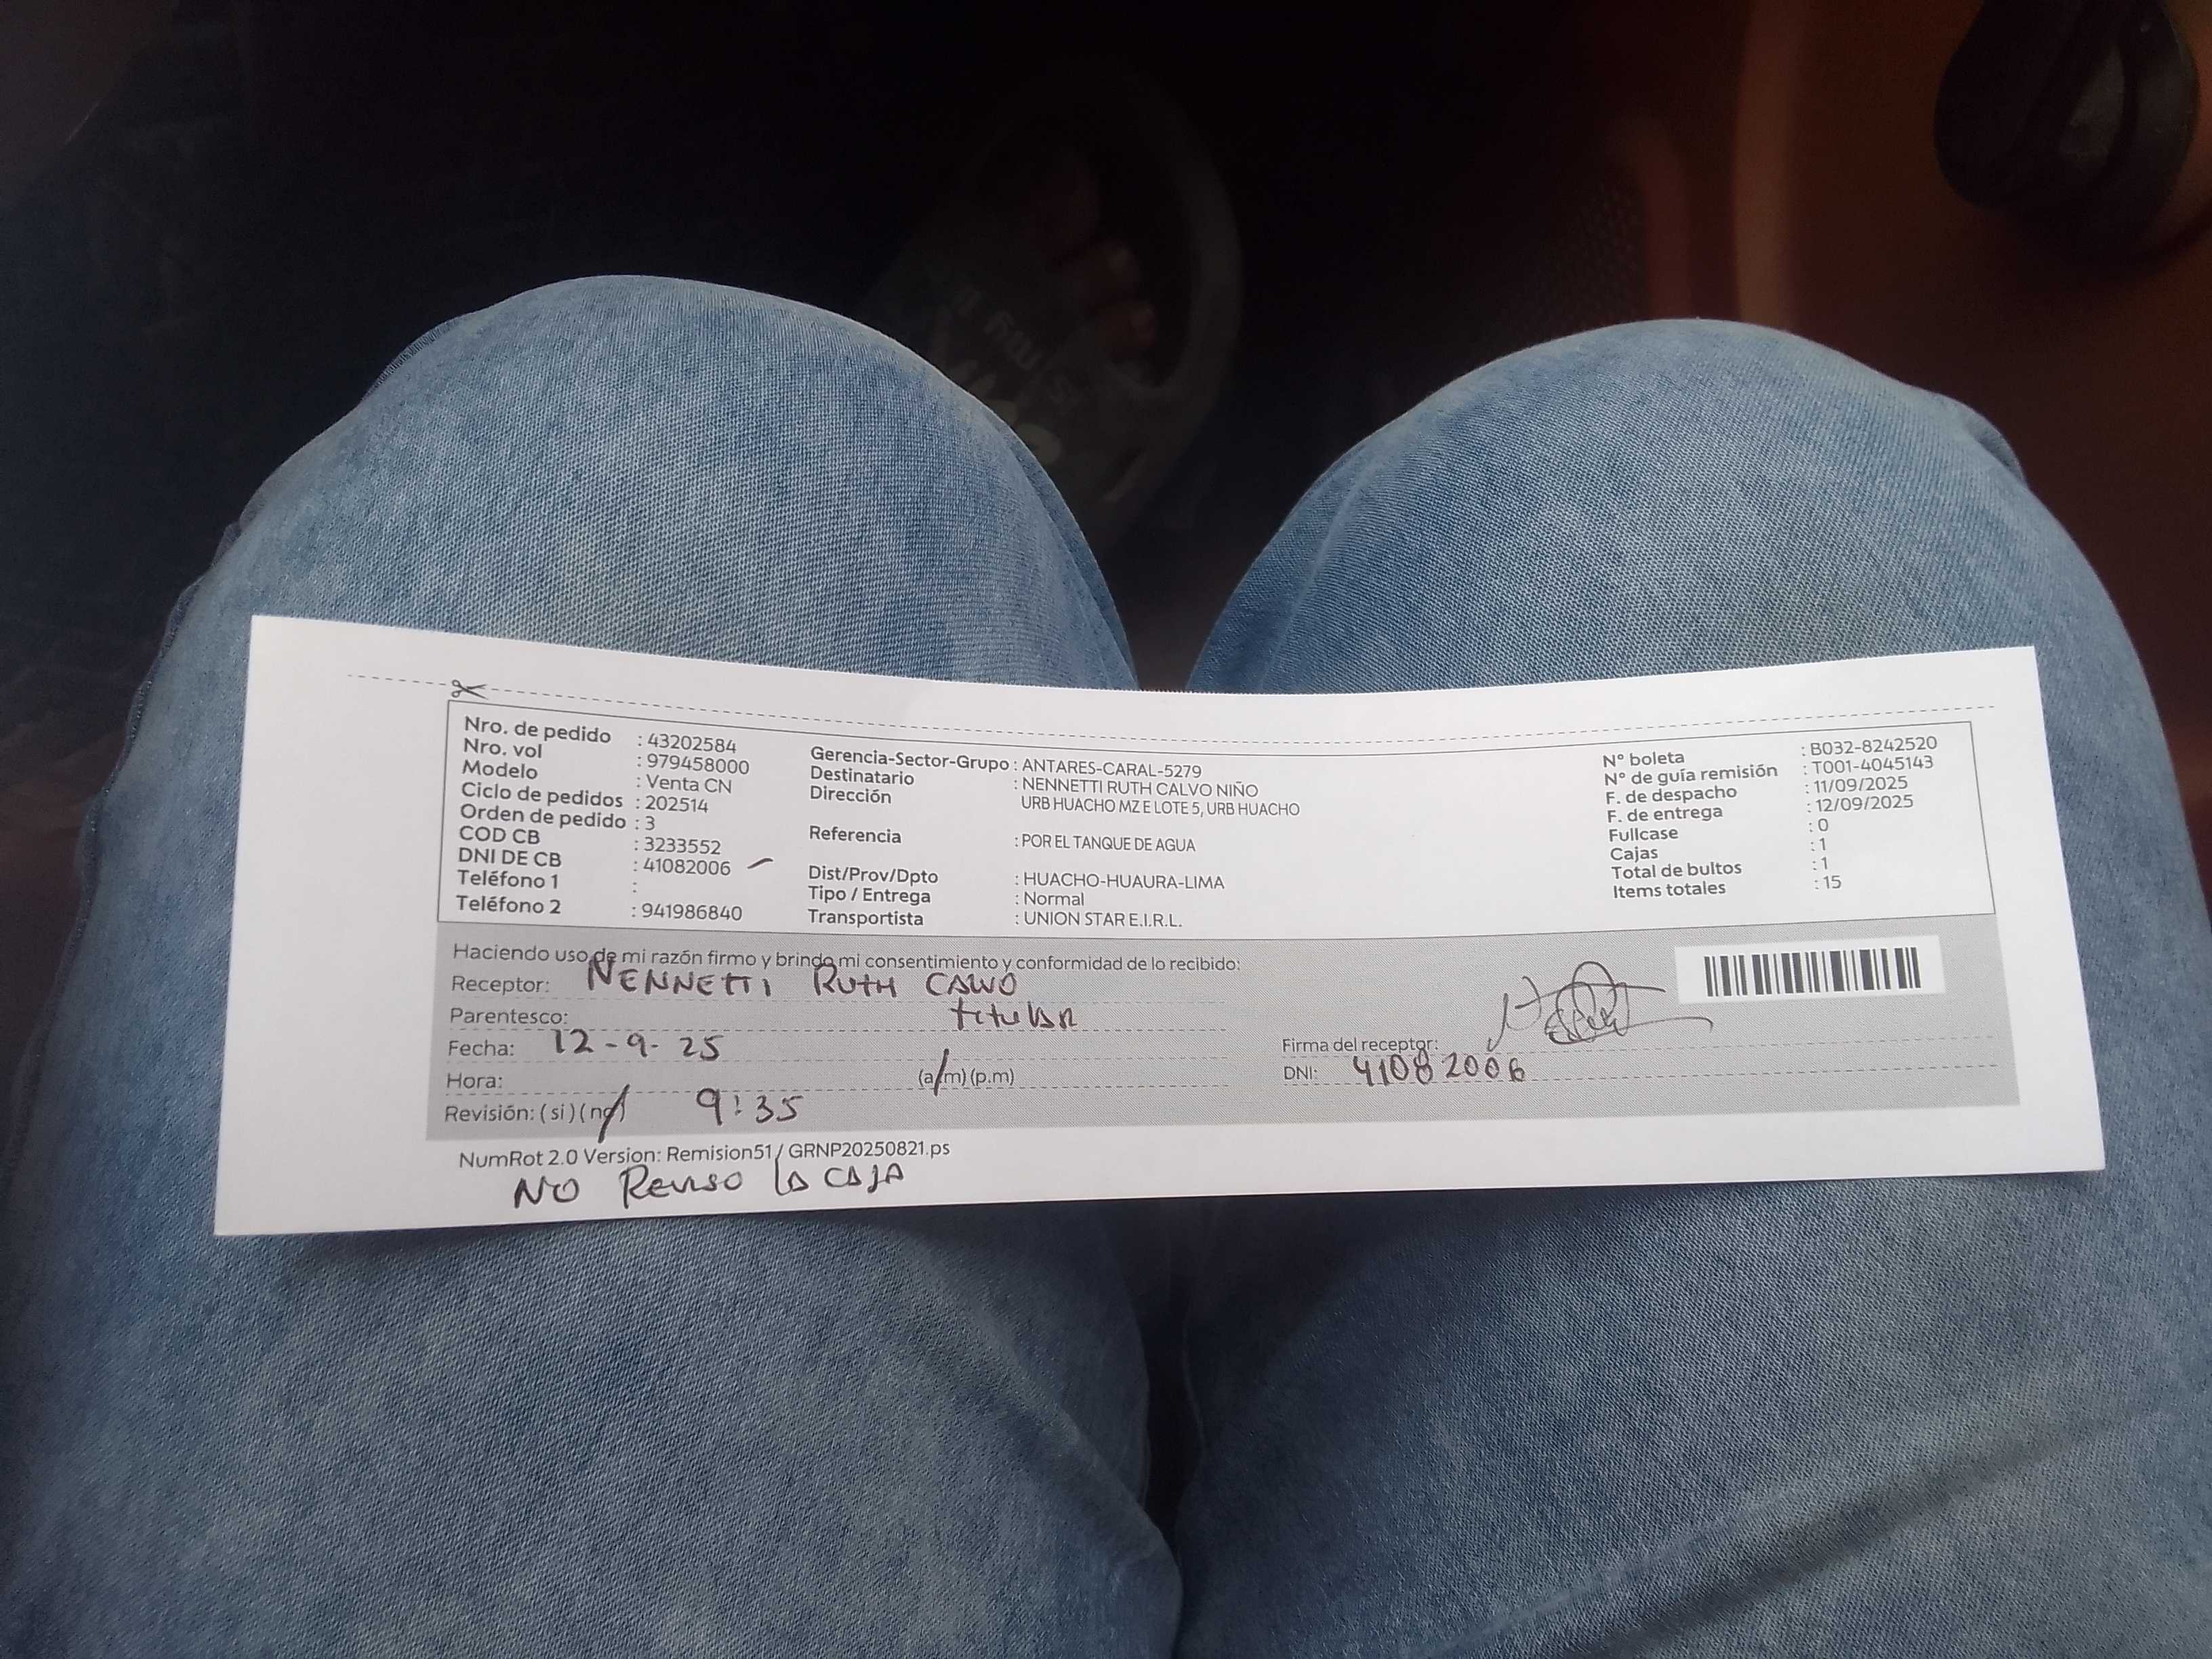 Nro. de pedido : 43202584
Nro. vol : 979458000
Modelo : Venta CN
Ciclo de pedidos : 202514
Orden de pedido : 3
COD CB : 3233552
DNI DE CB : 41082006
Teléfono 1 :
Teléfono 2 : 941986840
Gerencia-Sector-Grupo : ANTARES-CARAL-5279
Destinatario : NENNETTI RUTH CALVO NIÑO
Dirección URB HUACHO MZ E LOTE 5, URB HUACHO
Referencia : POR EL TANQUE DE AGUA
Dist/Prov/Dpto : HUACHO-HUAURA-LIMA
Tipo / Entrega : Normal
Transportista : UNION STAR E.I.R.L.
N° boleta : B032-8242520
N° de guía remisión : T001-4045143
F. de despacho : 11/09/2025
F. de entrega : 12/09/2025
Fullcase : 0
Cajas : 1
Total de bultos : 1
Items totales : 15
Haciendo uso de mi razón firmo y brindo mi consentimiento y conformidad de lo recibido:
Receptor: NENNETTI RUTH CALVO
Parentesco: titular
Fecha: 12-9-25
Hora: (a/m) (p.m)
Revisión: (si) (no) 9:35
Firma del receptor:
DNI: 41082006
NumRot 2.0 Version: Remision51 / GRNP20250821.ps
NO Reviso la CAJA